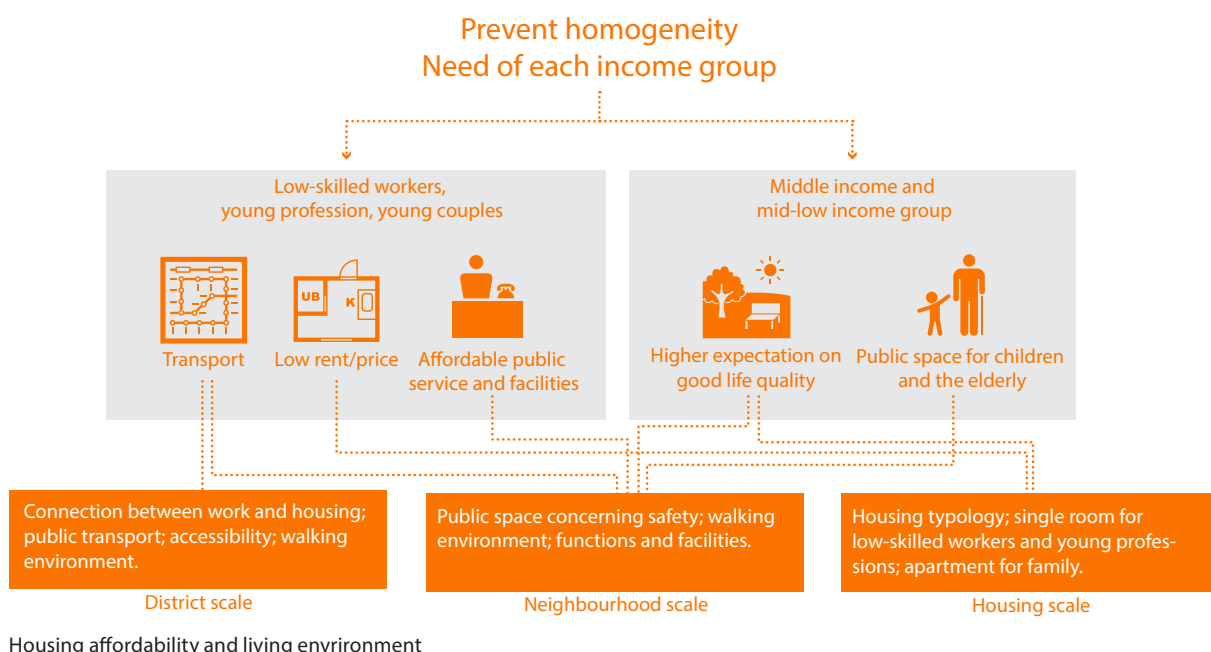 Prevent homogeneity
Need of each income group
Low-skilled workers,
young profession, young couples
Middle income and
mid-low income group
UB
K
Transport
Low rent/price
Affordable public
service and facilities
Higher expectation on
good life quality
Public space for children
and the elderly
Connection between work and housing;
public transport; accessibility; walking
environment.
Public space concerning safety; walking
environment; functions and facilities.
Housing typology; single room for
low-skilled workers and young profes-
sions; apartment for family.
District scale
Neighbourhood scale
Housing scale
Housing affordability and living envrironment